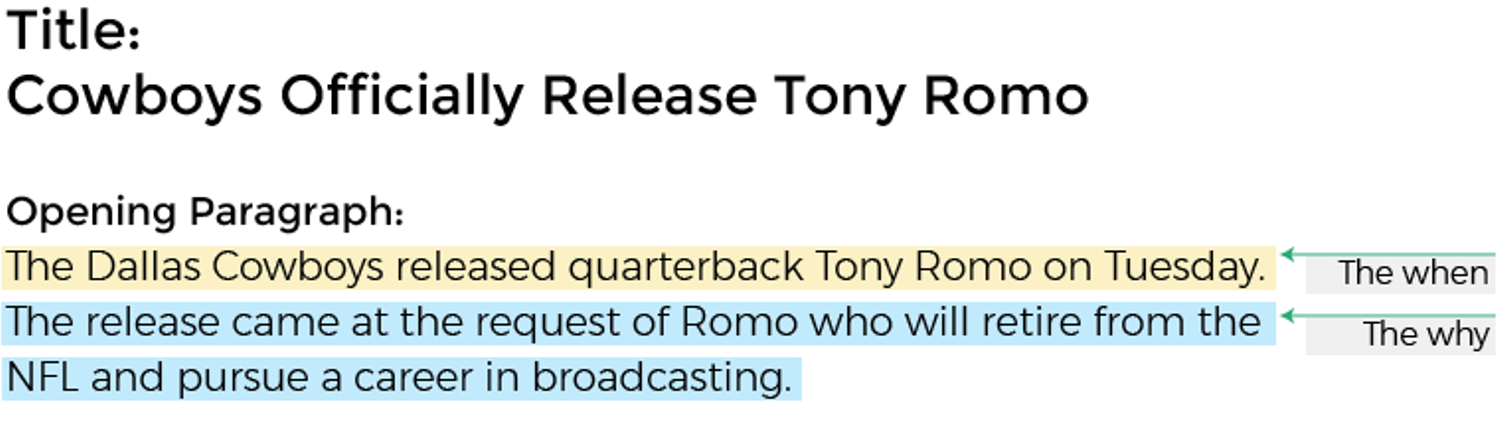 Title:
Cowboys Officially Release Tony Romo
Opening Paragraph:
The Dallas Cowboys released quarterback Tony Romo on Tuesday.
The when
The release came at the request of Romo who will retire from the
The why
NFL and pursue a career in broadcasting.